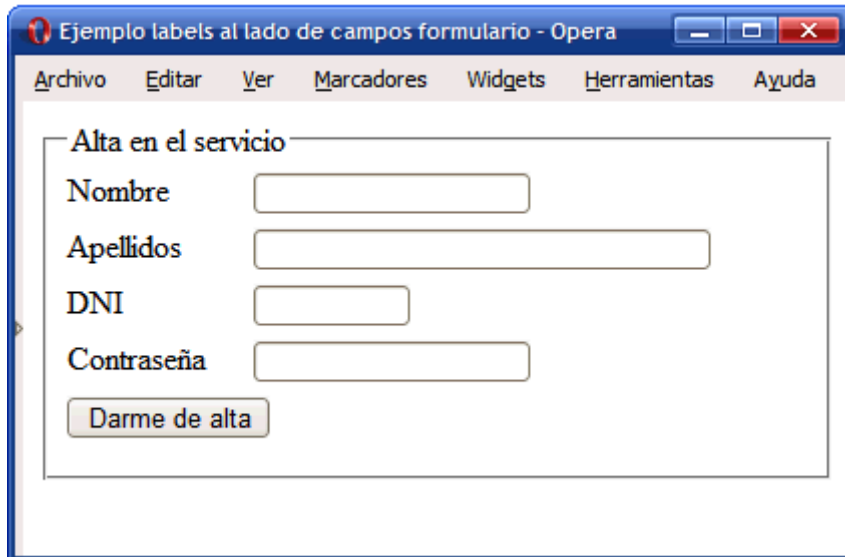 Ejemplo labels al lado de campos formulario - Opera
Archivo Editar Ver Marcadores Widgets Herramientas Ayuda
Alta en el servicio
Nombre
Apellidos
DNI
Contraseña
Darme de alta